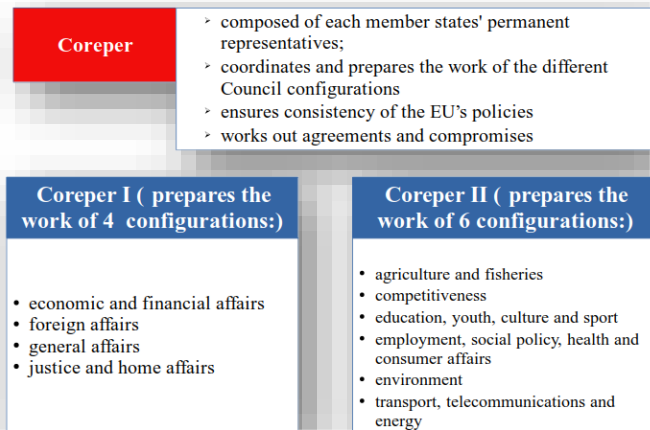 Coreper
composed of each member states' permanent
representatives;
coordinates and prepares the work of the different
Council configurations
ensures consistency of the EU’s policies
works out agreements and compromises
Coreper I ( prepares the
work of 4 configurations:)
• economic and financial affairs
• foreign affairs
• general affairs
• justice and home affairs
Coreper II ( prepares the
work of 6 configurations:)
• agriculture and fisheries
• competitiveness
• education, youth, culture and sport
• employment, social policy, health and
consumer affairs
• environment
• transport, telecommunications and
energy